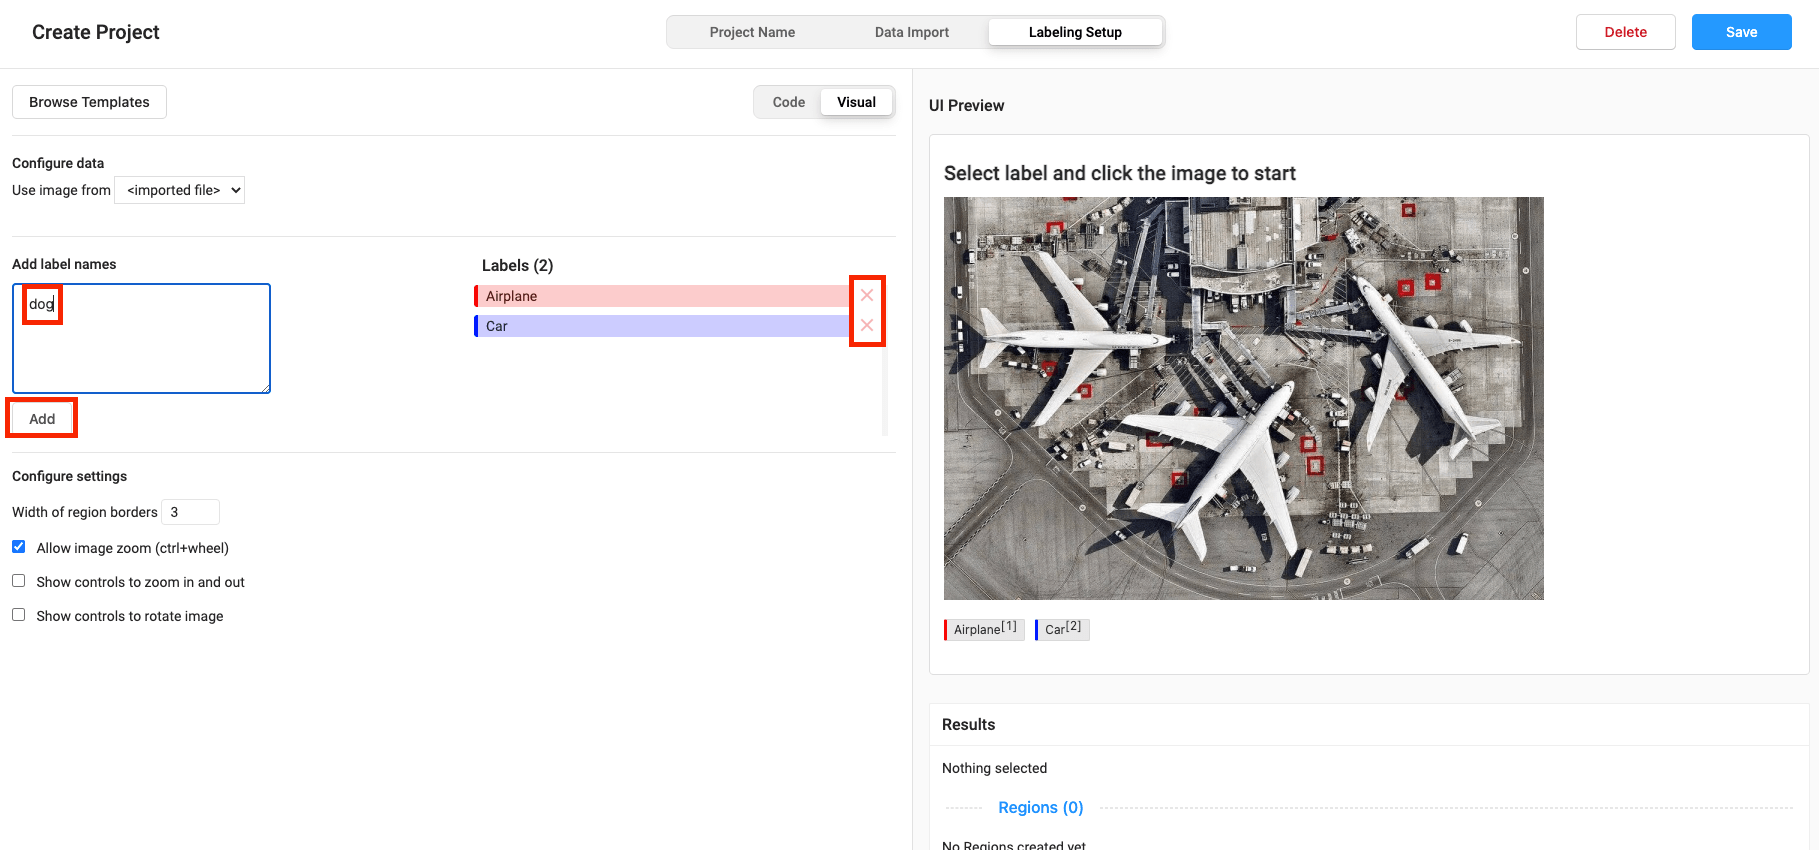 Create Project
Project Name
Data Import
Labeling Setup
Delete
Save
Browse Templates
Code
Visual
Configure data
Use image from <imported file>
Add label names
dog
Add
Labels (2)
Airplane
Car
Configure settings
Width of region borders 3
Allow image zoom (ctrl+wheel)
Show controls to zoom in and out
Show controls to rotate image
UI Preview
Select label and click the image to start
Airplane[1] Car[2]
Results
Nothing selected
Regions (0)
No Regions created yet